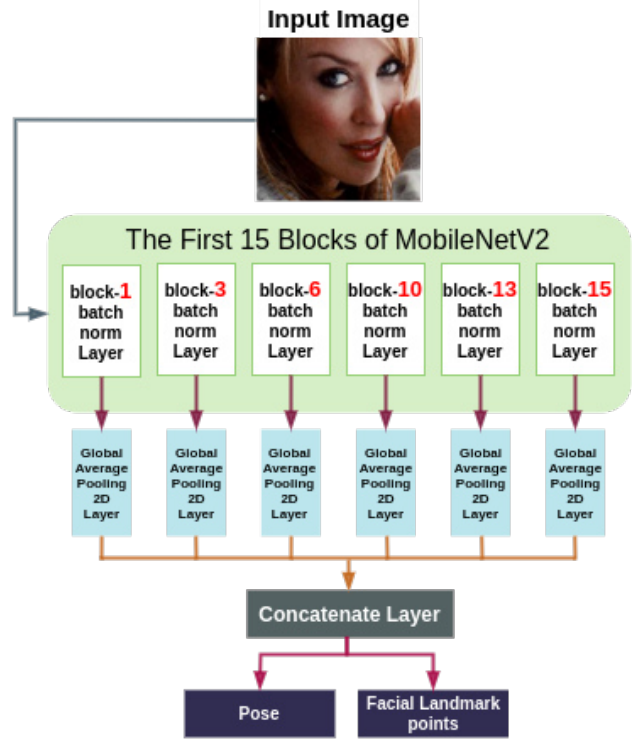 Input Image
The First 15 Blocks of MobileNetV2
block-1
batch
norm
Layer
block-3
batch
norm
Layer
block-6
batch
norm
Layer
block-10
batch
norm
Layer
block-13
batch
norm
Layer
block-15
batch
norm
Layer
Global
Average
Pooling
2D
Layer
Global
Average
Pooling
2D
Layer
Global
Average
Pooling
2D
Layer
Global
Average
Pooling
2D
Layer
Global
Average
Pooling
2D
Layer
Global
Average
Pooling
2D
Layer
Concatenate Layer
Pose
Facial Landmark
points